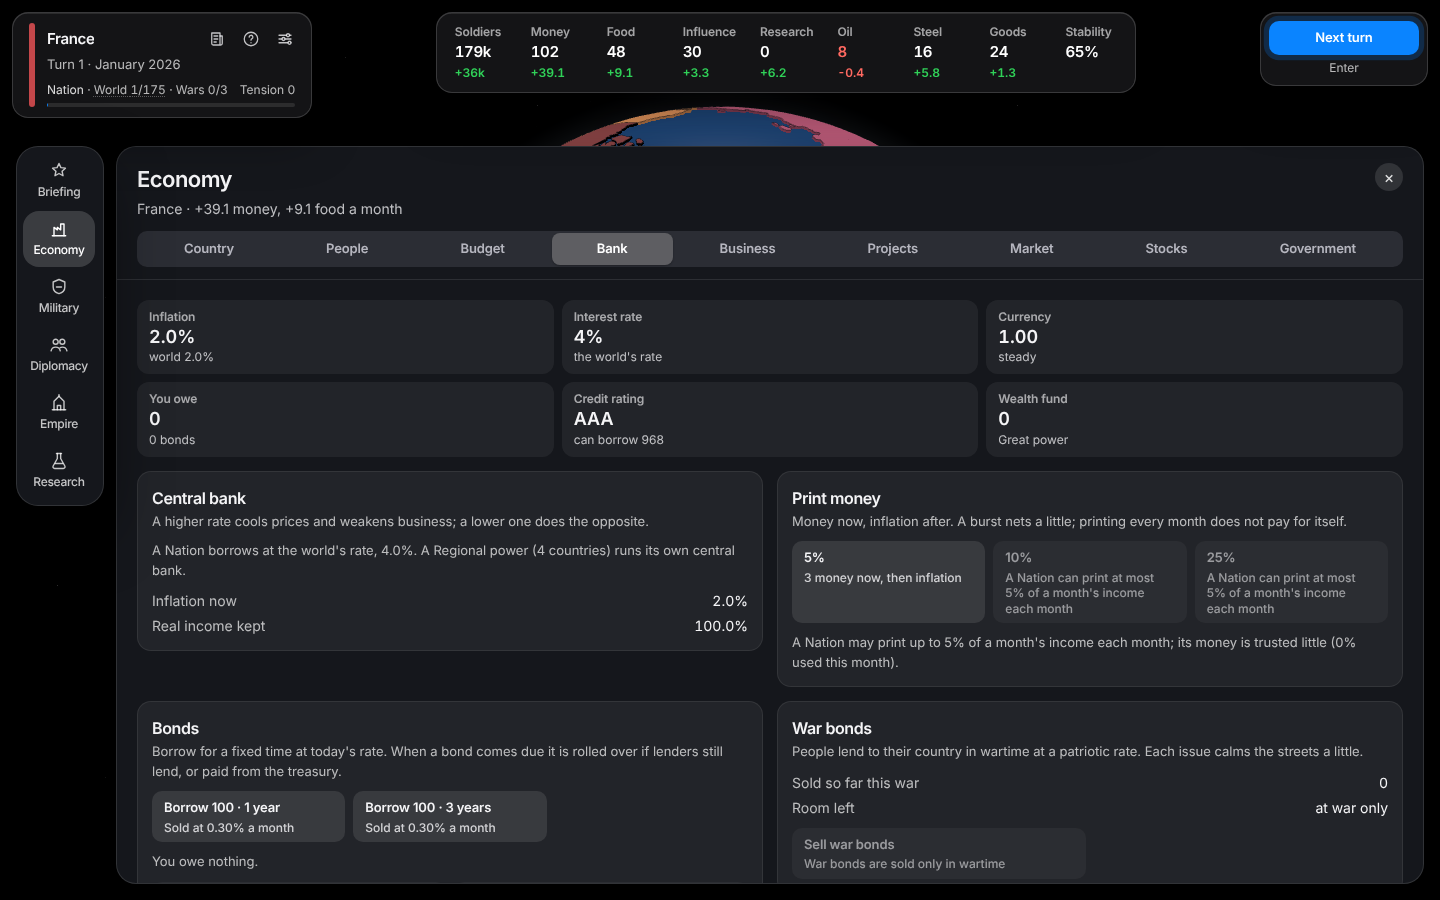 France
Turn 1 · January 2026
Nation · World 1/175 · Wars 0/3 Tension 0
Soldiers Money Food Influence Research Oil Steel Goods Stability
179k 102 48 30 0 8 16 24 65%
+36k +39.1 +9.1 +3.3 +6.2 -0.4 +5.8 +1.3
Next turn
Enter
Briefing
Economy
Military
Diplomacy
Empire
Research
Economy
France · +39.1 money, +9.1 food a month
Country People Budget Bank Business Projects Market Stocks Government
Inflation
2.0%
world 2.0%
Interest rate
4%
the world's rate
Currency
1.00
steady
You owe
0
0 bonds
Credit rating
AAA
can borrow 968
Wealth fund
0
Great power
Central bank
A higher rate cools prices and weakens business; a lower one does the opposite.
A Nation borrows at the world's rate, 4.0%. A Regional power (4 countries) runs its own central
bank.
Inflation now 2.0%
Real income kept 100.0%
Print money
Money now, inflation after. A burst nets a little; printing every month does not pay for itself.
5%
3 money now, then inflation
10%
A Nation can print at most
5% of a month's income
each month
25%
A Nation can print at most
5% of a month's income
each month
A Nation may print up to 5% of a month's income each month; its money is trusted little (0%
used this month).
Bonds
Borrow for a fixed time at today's rate. When a bond comes due it is rolled over if lenders still
lend, or paid from the treasury.
Borrow 100 · 1 year
Sold at 0.30% a month
Borrow 100 · 3 years
Sold at 0.30% a month
You owe nothing.
War bonds
People lend to their country in wartime at a patriotic rate. Each issue calms the streets a little.
Sold so far this war 0
Room left at war only
Sell war bonds
War bonds are sold only in wartime